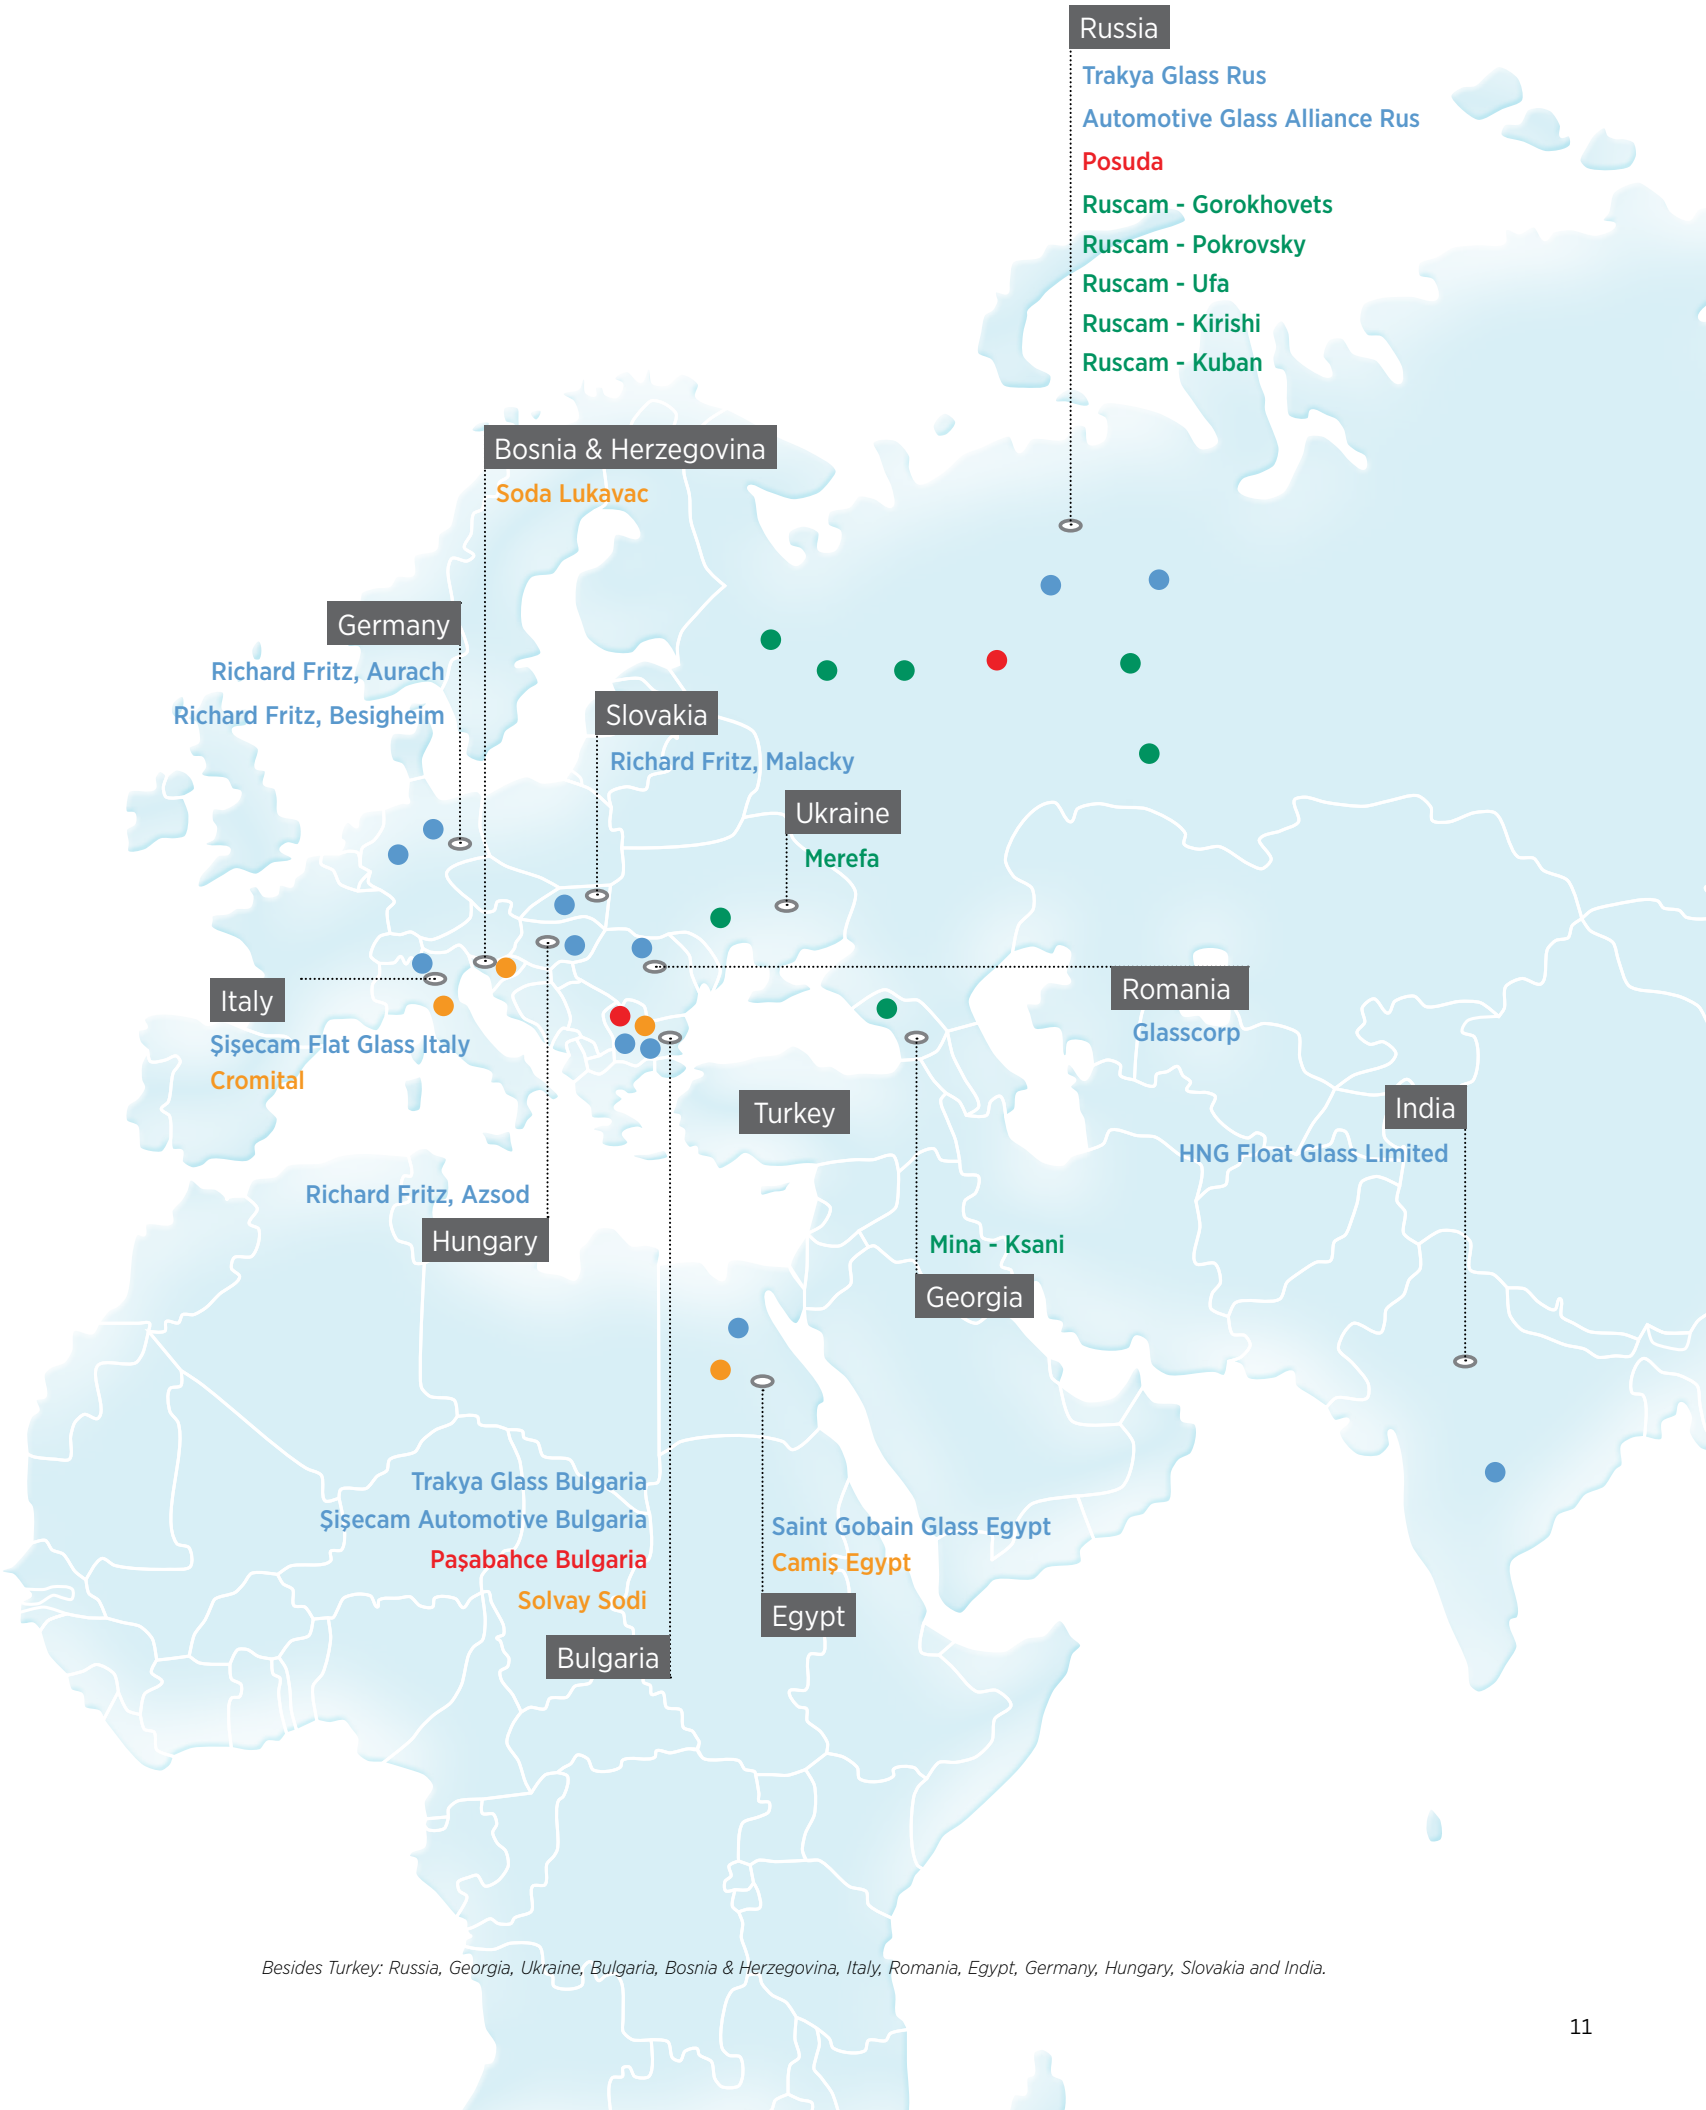 Russia
Trakya Glass Rus
Automotive Glass Alliance Rus
Posuda
Ruscam - Gorokhovets
Ruscam - Pokrovsky
Ruscam - Ufa
Ruscam - Kirishi
Ruscam - Kuban
Bosnia & Herzegovina
Soda Lukavac
Germany
Richard Fritz, Aurach
Richard Fritz, Besigheim
Slovakia
Richard Fritz, Malacky
Ukraine
Merefa
Italy
Şişecam Flat Glass Italy
Cromital
Romania
Glasscorp
Turkey
India
HNG Float Glass Limited
Richard Fritz, Azsod
Hungary
Mina - Ksani
Georgia
Trakya Glass Bulgaria
Şişecam Automotive Bulgaria
Paşabahce Bulgaria
Solvay Sodi
Bulgaria
Saint Gobain Glass Egypt
Camiş Egypt
Egypt
Besides Turkey: Russia, Georgia, Ukraine, Bulgaria, Bosnia & Herzegovina, Italy, Romania, Egypt, Germany, Hungary, Slovakia and India.
11